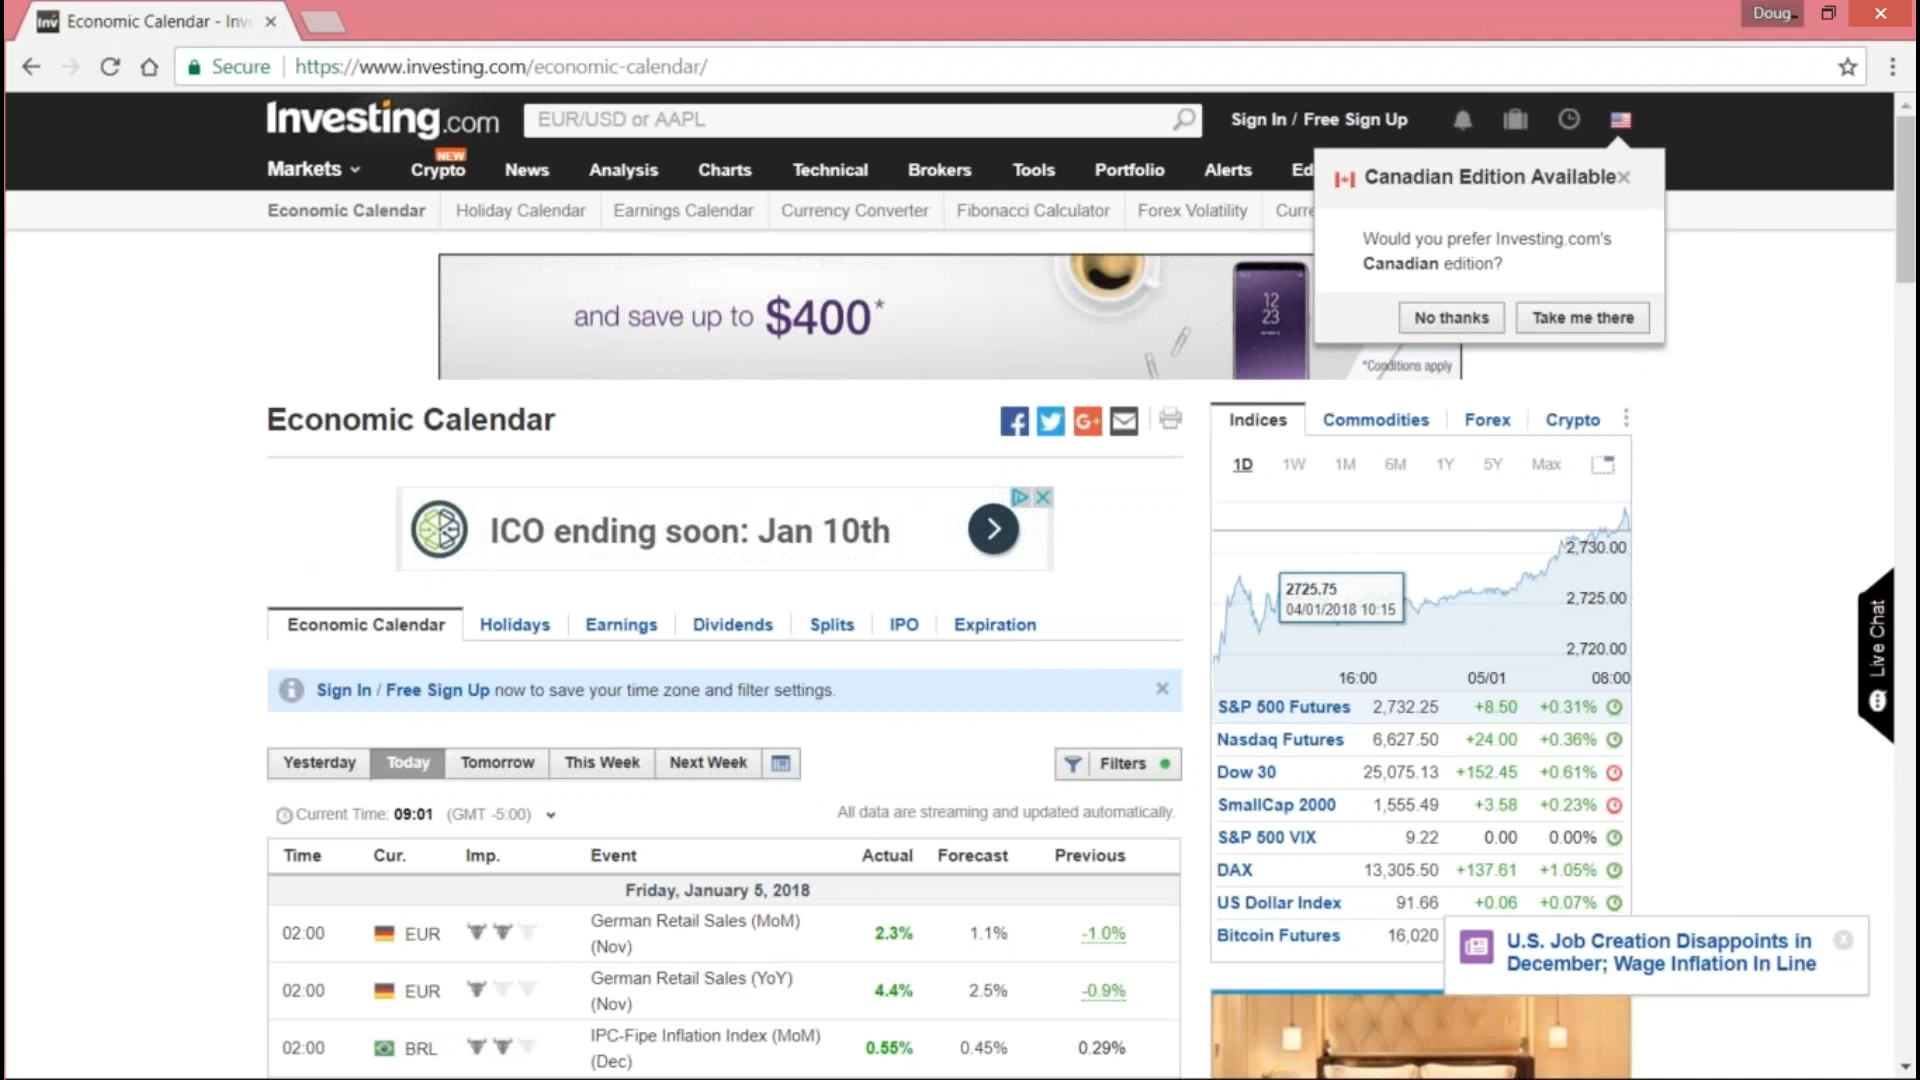 Economic Calendar - Inv
Doug
Secure
https://www.investing.com/economic-calendar/
Investing.com
EUR/USD or AAPL
Sign In / Free Sign Up
NEW
Markets
Crypto
News
Analysis
Charts
Technical
Brokers
Tools
Portfolio
Alerts
Ed
Economic Calendar
Holiday Calendar
Earnings Calendar
Currency Converter
Fibonacci Calculator
Forex Volatility
Curre
Canadian Edition Available
Would you prefer Investing.com's
Canadian edition?
No thanks
Take me there
and save up to $400*
12
23
*Conditions apply
Economic Calendar
ICO ending soon: Jan 10th
Economic Calendar
Holidays
Earnings
Dividends
Splits
IPO
Expiration
Sign In / Free Sign Up now to save your time zone and filter settings.
Yesterday
Today
Tomorrow
This Week
Next Week
Filters
Current Time: 09:01 (GMT -5:00)
All data are streaming and updated automatically.
Time Cur. Imp. Event Actual Forecast Previous
Friday, January 5, 2018
02:00 EUR German Retail Sales (MoM) 2.3% 1.1% -1.0%
(Nov)
02:00 EUR German Retail Sales (YoY) 4.4% 2.5% -0.9%
(Nov)
02:00 BRL IPC-Fipe Inflation Index (MoM) 0.55% 0.45% 0.29%
(Dec)
Indices
Commodities
Forex
Crypto
1D 1W 1M 6M 1Y 5Y Max
2,730.00
2725.75
04/01/2018 10:15
2,725.00
2,720.00
16:00 05/01 08:00
S&P 500 Futures 2,732.25 +8.50 +0.31%
Nasdaq Futures 6,627.50 +24.00 +0.36%
Dow 30 25,075.13 +152.45 +0.61%
SmallCap 2000 1,555.49 +3.58 +0.23%
S&P 500 VIX 9.22 0.00 0.00%
DAX 13,305.50 +137.61 +1.05%
US Dollar Index 91.66 +0.06 +0.07%
Bitcoin Futures 16,020
U.S. Job Creation Disappoints in
December; Wage Inflation In Line
Live Chat